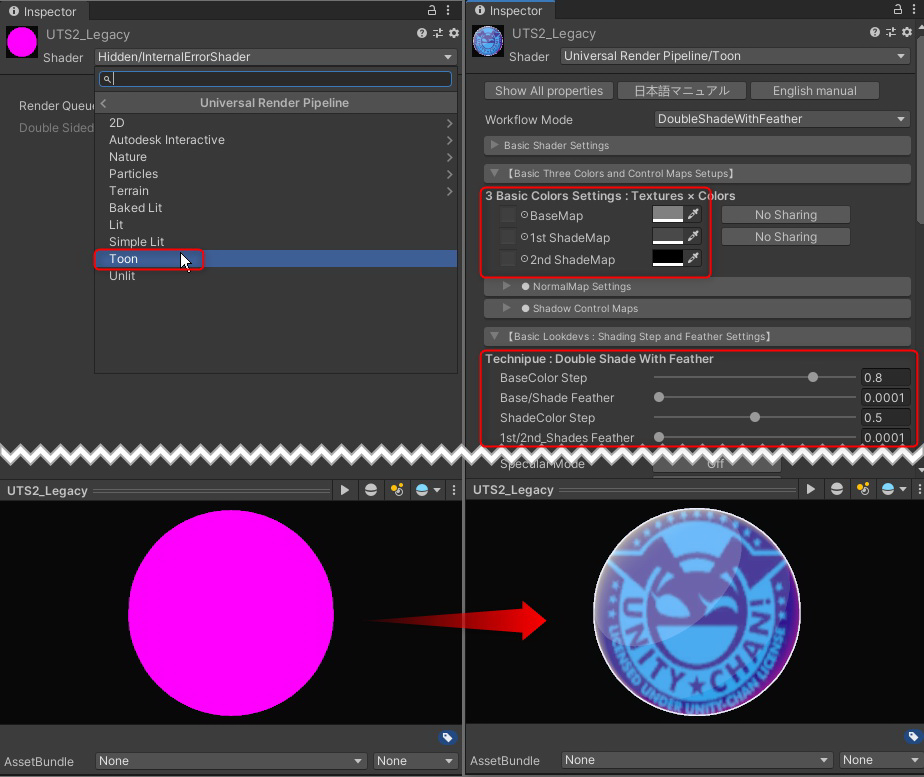 Inspector
UTS2_Legacy
Shader Hidden/InternalErrorShader
Universal Render Pipeline
Render Queu
Double Sided
2D
Autodesk Interactive
Nature
Particles
Terrain
Baked Lit
Lit
Simple Lit
Toon
Unlit
UTS2_Legacy
AssetBundle None None
Inspector
UTS2_Legacy
Shader Universal Render Pipeline/Toon
Show All properties 日本語マニュアル English manual
Workflow Mode DoubleShadeWithFeather
Basic Shader Settings
【Basic Three Colors and Control Maps Setups】
3 Basic Colors Settings : Textures × Colors
BaseMap No Sharing
1st ShadeMap No Sharing
2nd ShadeMap
NormalMap Settings
Shadow Control Maps
【Basic Lookdevs : Shading Step and Feather Settings】
Technipue : Double Shade With Feather
BaseColor Step 0.8
Base/Shade Feather 0.0001
ShadeColor Step 0.5
1st/2nd_Shades Feather 0.0001
Specular Mode Off
UTS2_Legacy
UNITY★CHAN!
LICENSED UNDER UNITY-CHAN LICENSE
AssetBundle None None